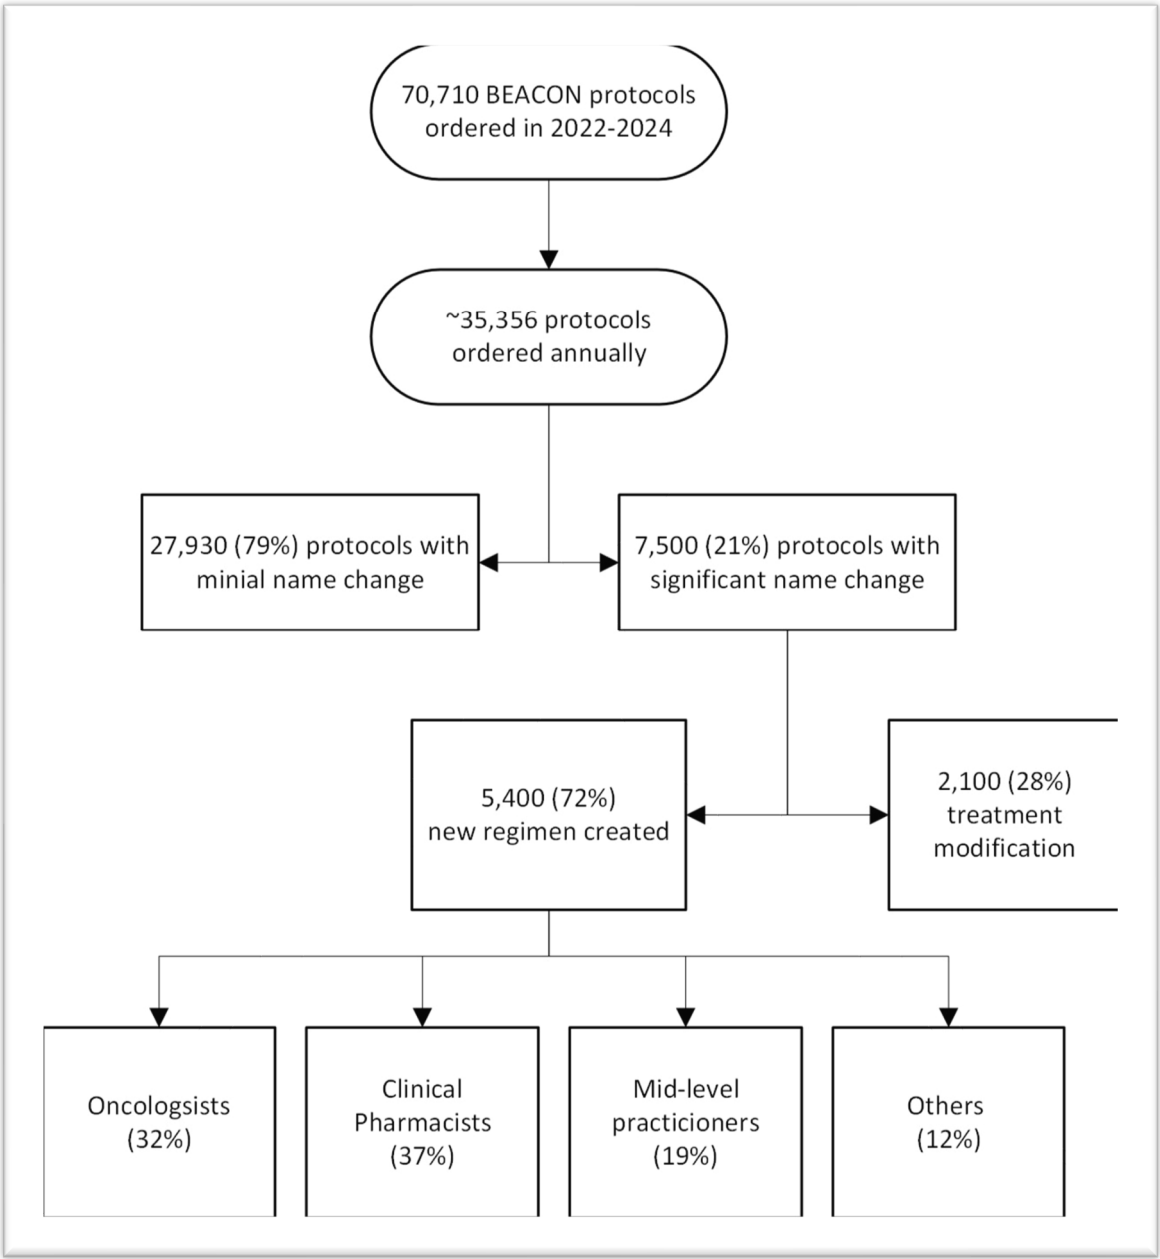 70,710 BEACON protocols
ordered in 2022-2024
~35,356 protocols
ordered annually
27,930 (79%) protocols with
minial name change
7,500 (21%) protocols with
significant name change
5,400 (72%)
new regimen created
2,100 (28%)
treatment
modification
Oncologsists
(32%)
Clinical
Pharmacists
(37%)
Mid-level
practicioners
(19%)
Others
(12%)